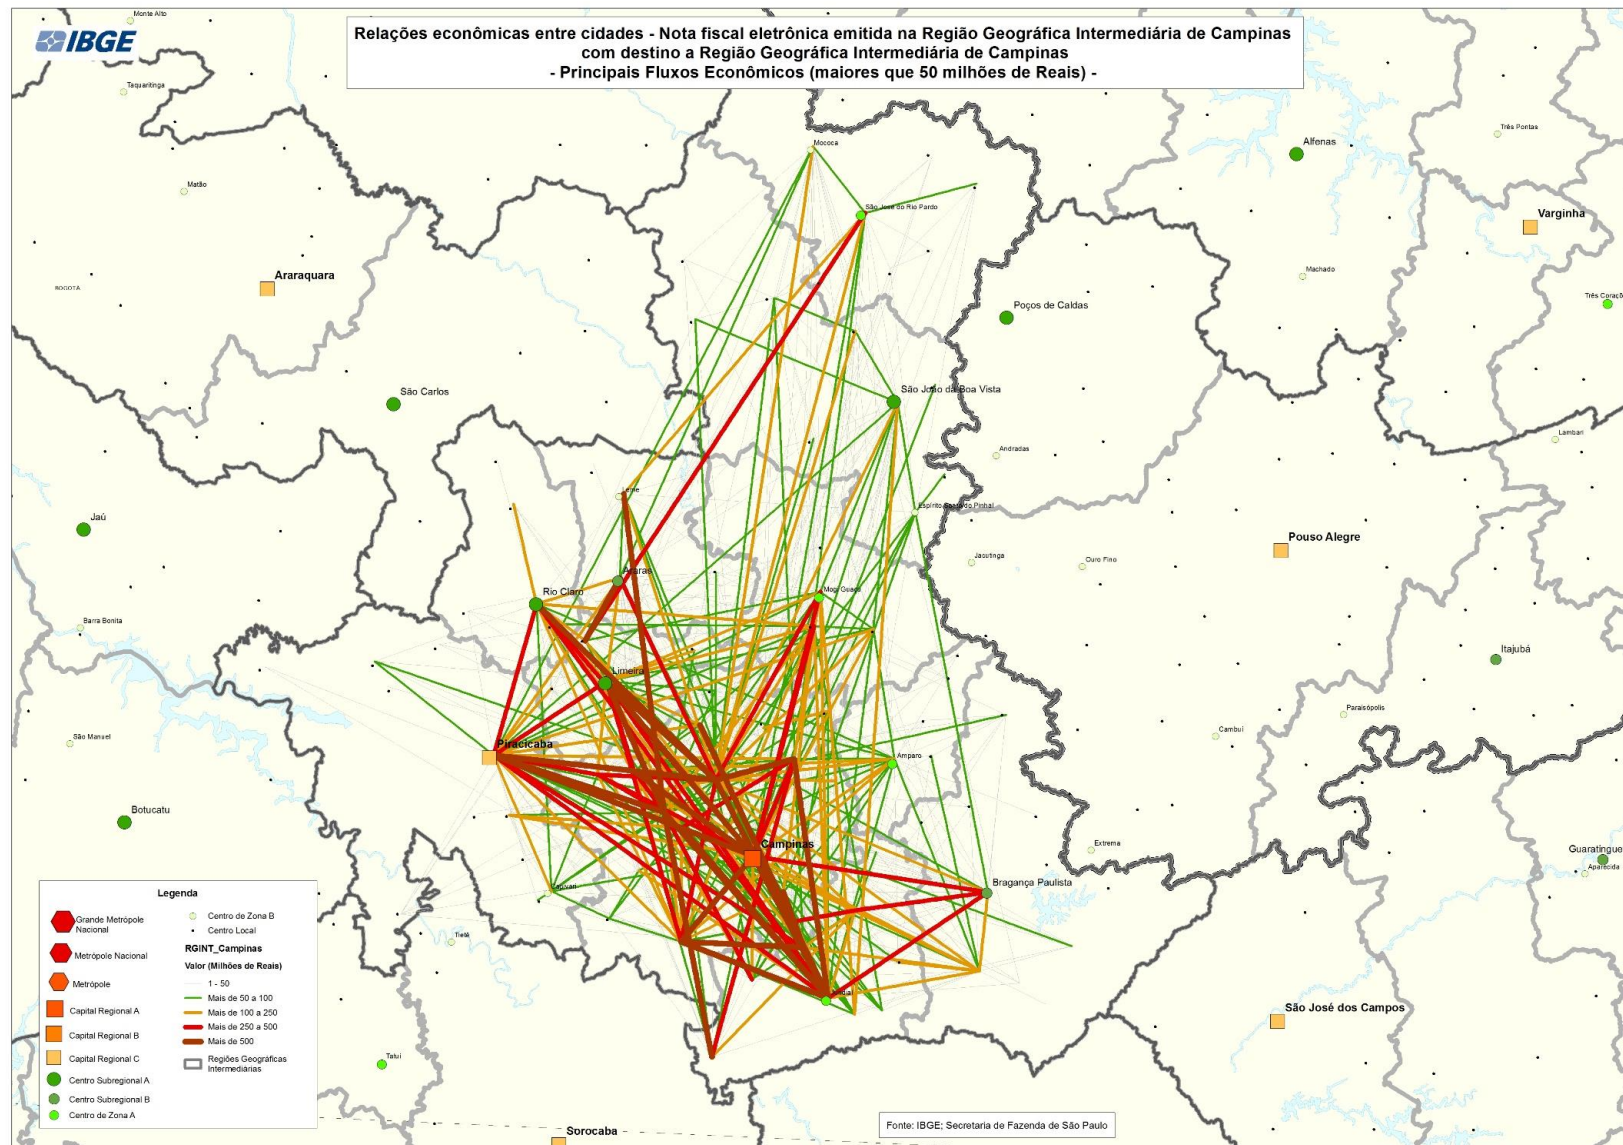 IBGE
Relações econômicas entre cidades - Nota fiscal eletrônica emitida na Região Geográfica Intermediária de Campinas
com destino a Região Geográfica Intermediária de Campinas
- Principais Fluxos Econômicos (maiores que 50 milhões de Reais) -
Monte Alto
Taquaritinga
Três Pontas
Alfenas
Mococa
Matão
São José do Rio Pardo
Varginha
Araraquara
Machado
BOGOTA
Três Coraçõ
Poços de Caldas
São Carlos
São João da Boa Vista
Lambari
Andradas
Leme
Espírito Santo do Pinhal
Jaú
Pouso Alegre
Jacutinga
Ouro Fino
Araras
Rio Claro
Mogi Guaçu
Barra Bonita
Itajubá
Limeira
Paraisópolis
São Manuel
Cambuí
Piracicaba
Amparo
Botucatu
Campinas
Extrema
Guaratingue
Aparecida
Bragança Paulista
Capivari
Tietê
Jundiaí
São José dos Campos
Tatuí
Sorocaba
Legenda
Grande Metrópole
Nacional
Metrópole Nacional
Metrópole
Capital Regional A
Capital Regional B
Capital Regional C
Centro Subregional A
Centro Subregional B
Centro de Zona A
Centro de Zona B
Centro Local
RGINT_Campinas
Valor (Milhões de Reais)
1 - 50
Mais de 50 a 100
Mais de 100 a 250
Mais de 250 a 500
Mais de 500
Regiões Geográficas
Intermediárias
Fonte: IBGE; Secretaria de Fazenda de São Paulo